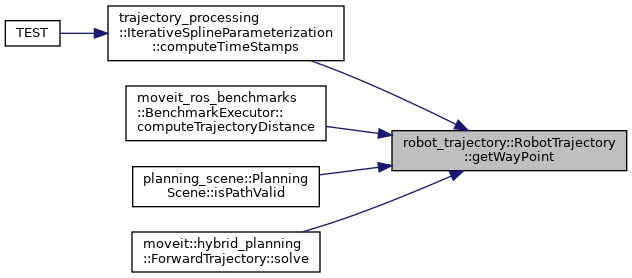 TEST
trajectory_processing
::IterativeSplineParameterization
::computeTimeStamps
moveit_ros_benchmarks
::BenchmarkExecutor::
computeTrajectoryDistance
planning_scene::Planning
Scene::isPathValid
moveit::hybrid_planning
::ForwardTrajectory::solve
robot_trajectory::RobotTrajectory
::getWayPoint